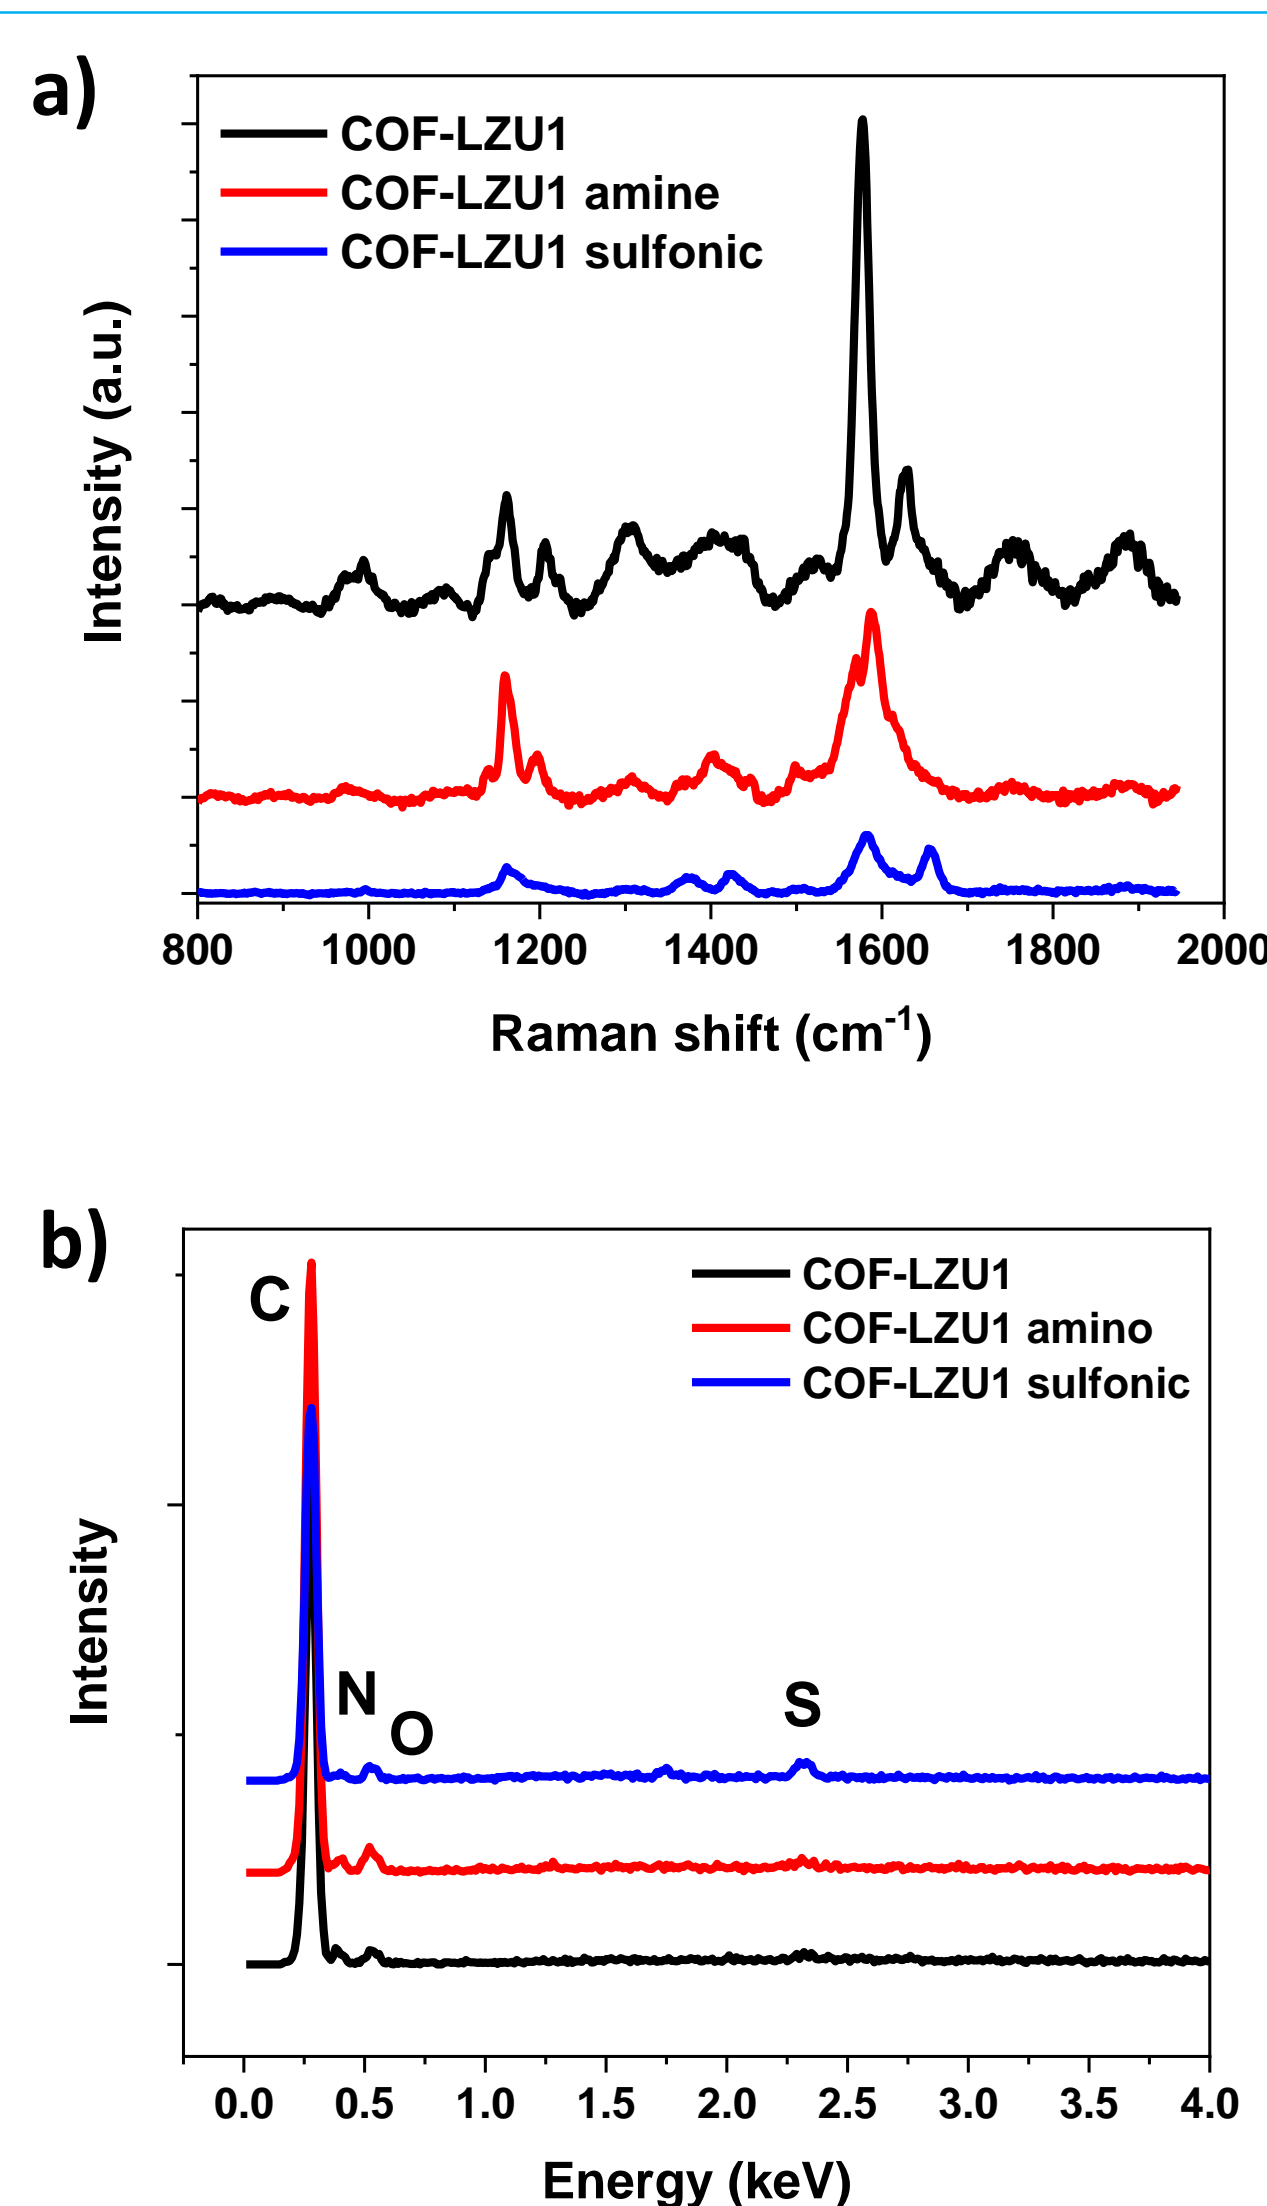 a)
COF-LZU1
COF-LZU1 amine
COF-LZU1 sulfonic
Intensity (a.u.)
800 1000 1200 1400 1600 1800 2000
Raman shift (cm-1)
b)
C
COF-LZU1
COF-LZU1 amino
COF-LZU1 sulfonic
Intensity
N
O
S
0.0 0.5 1.0 1.5 2.0 2.5 3.0 3.5 4.0
Energy (keV)